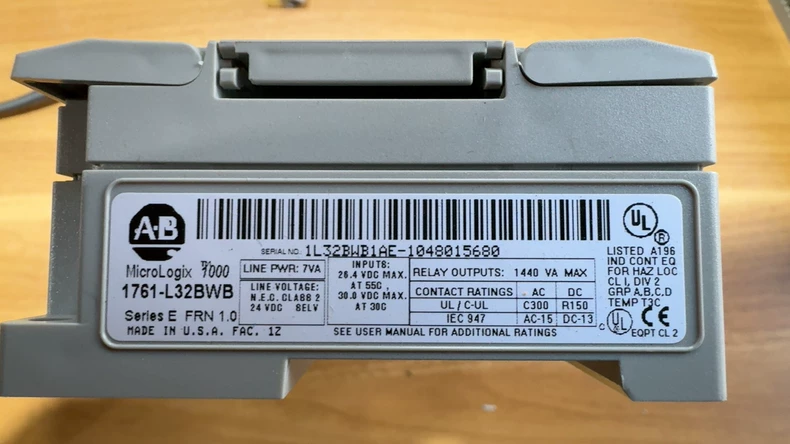 A-B
SERIAL NO. 1L32BWB1AE-1048015680
MicroLogix TM 1000
1761-L32BWB
Series E FRN 1.0
MADE IN U.S.A. FAC. 1Z
LINE PWR: 7VA
LINE VOLTAGE:
N.E.C. CLASS 2
24 VDC SELV
INPUTS:
26.4 VDC MAX.
AT 55C,
30.0 VDC MAX.
AT 30C
RELAY OUTPUTS: 1440 VA MAX
CONTACT RATINGS AC DC
UL / C-UL C300 R150
IEC 947 AC-15 DC-13
SEE USER MANUAL FOR ADDITIONAL RATINGS
UL
LISTED A196
IND CONT EQ
FOR HAZ LOC
CL I, DIV 2
GRP A,B,C,D
TEMP T3C
C UL CE
EQPT CL 2